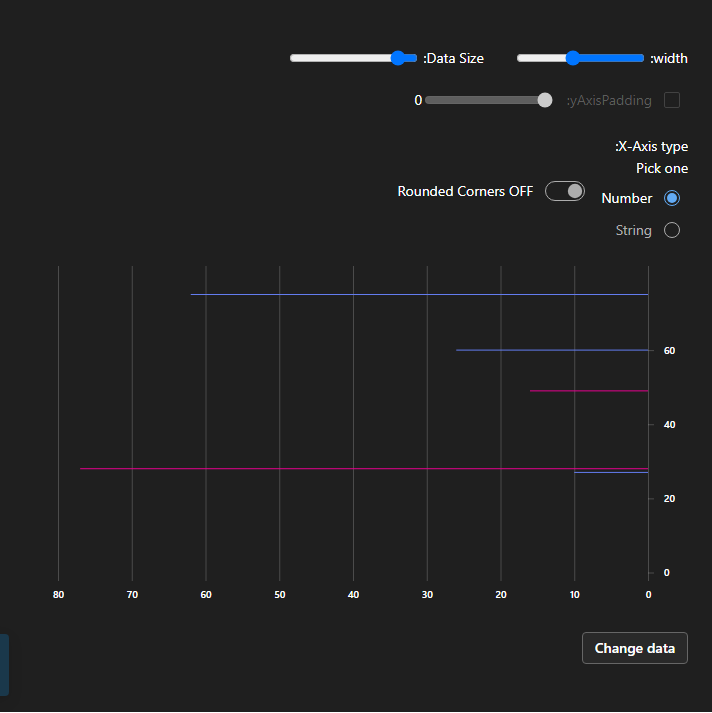 :width
:Data Size
:yAxisPadding
0
:X-Axis type
Pick one
Number
Rounded Corners OFF
String
60
40
20
0
80 70 60 50 40 30 20 10 0
Change data